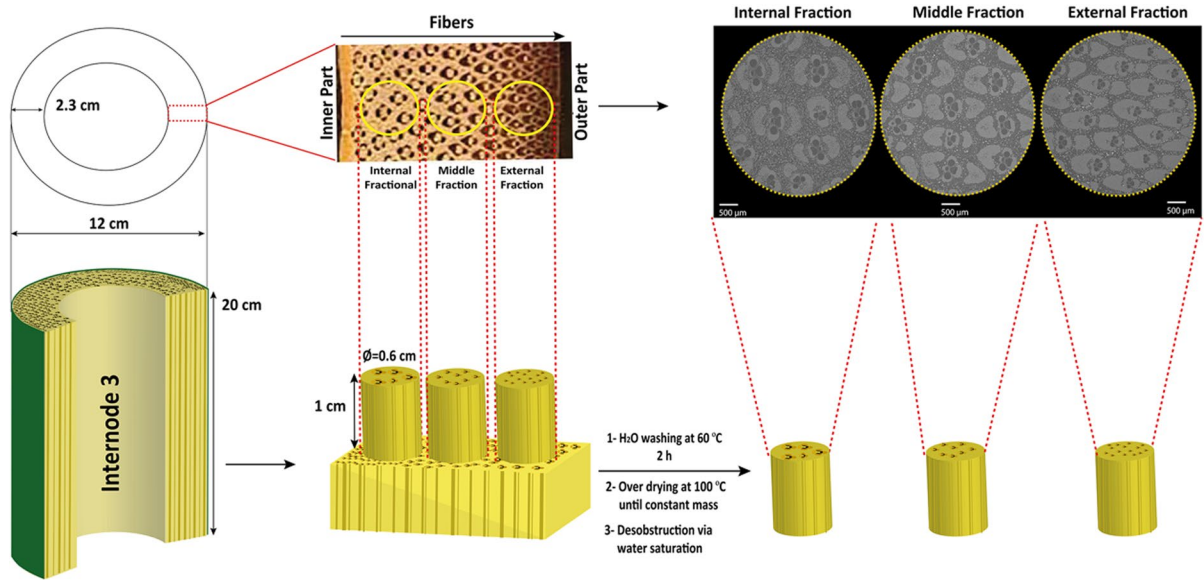 Fibers
Inner Part
Outer Part
Internal
Fractional
Middle
Fraction
External
Fraction
Internal Fraction
Middle Fraction
External Fraction
500 µm
500 µm
500 µm
2.3 cm
12 cm
20 cm
Internode 3
Ø=0.6 cm
1 cm
1- H₂O washing at 60 °C
2 h
2- Over drying at 100 °C
until constant mass
3- Desobstruction via
water saturation